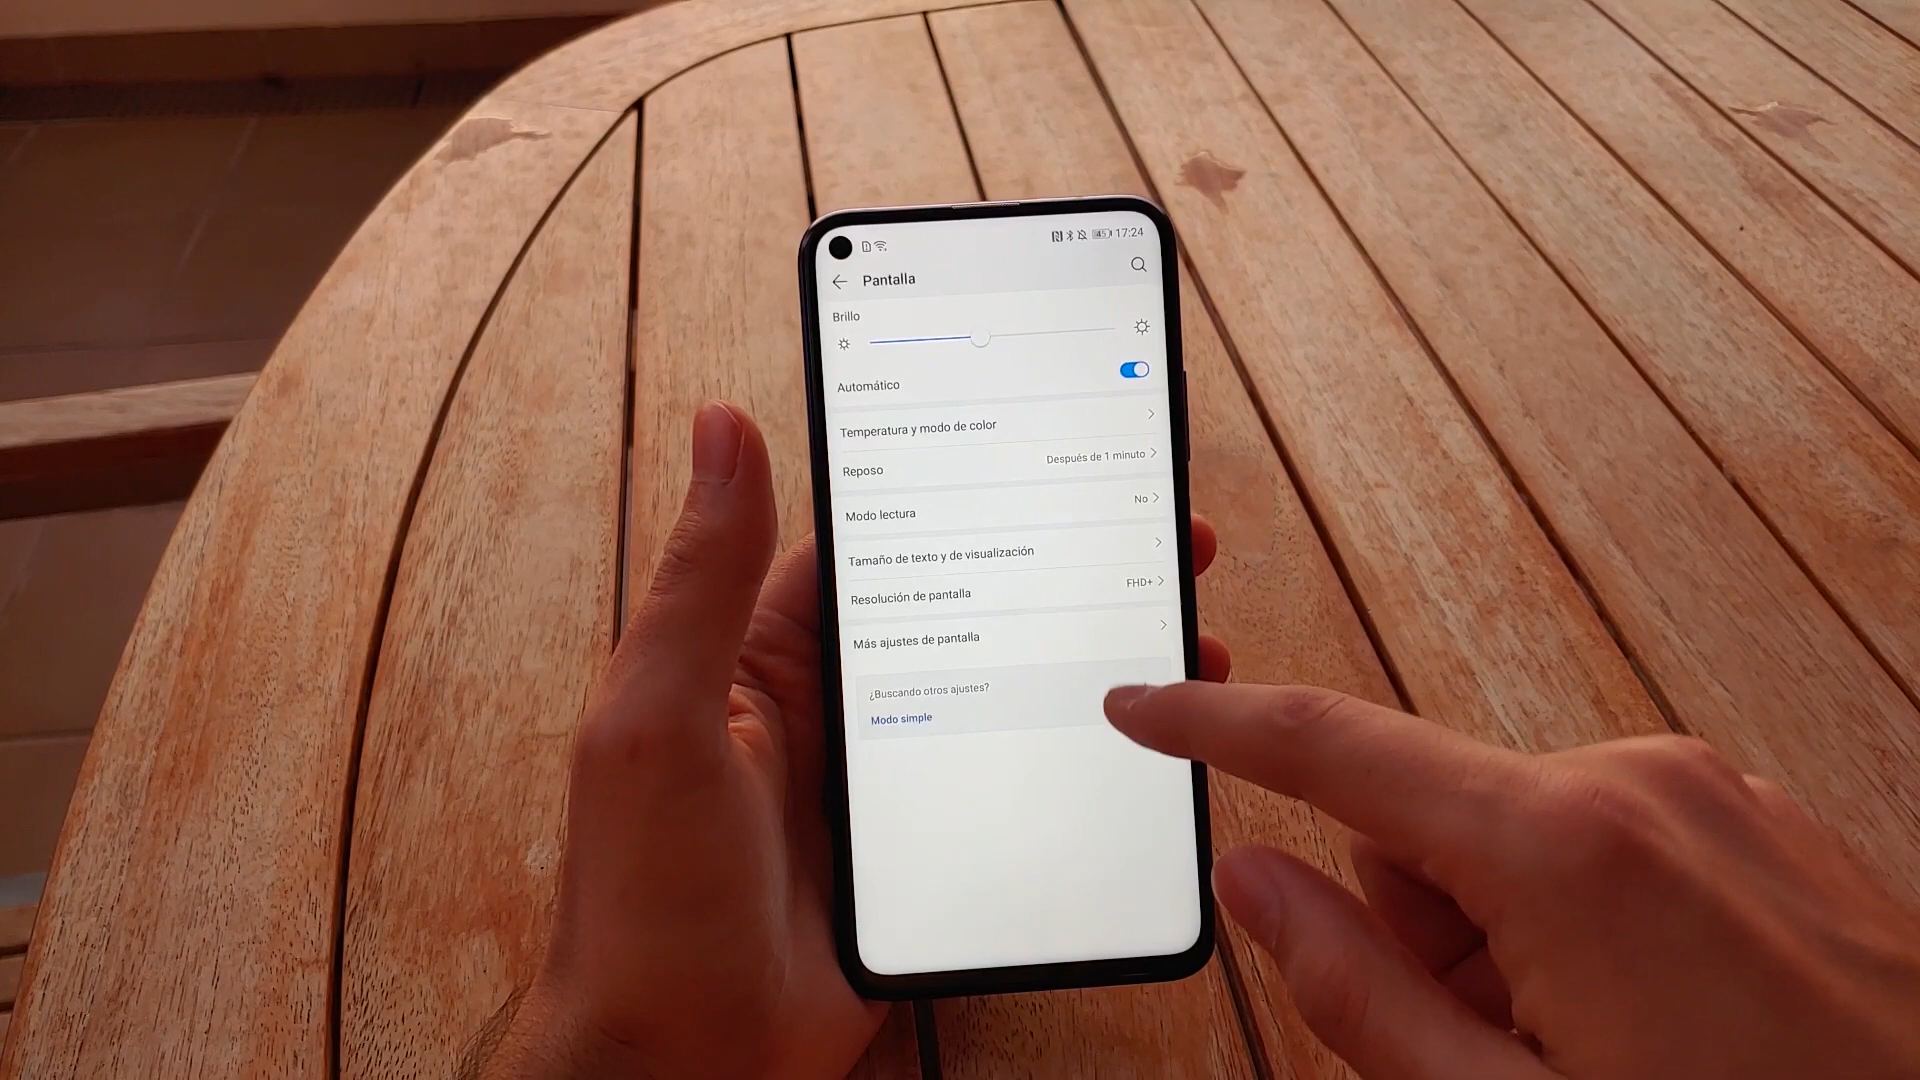 45 17:24
Pantalla
Brillo
Automático
Temperatura y modo de color
Reposo Después de 1 minuto
Modo lectura No
Tamaño de texto y de visualización
Resolución de pantalla FHD+
Más ajustes de pantalla
¿Buscando otros ajustes?
Modo simple